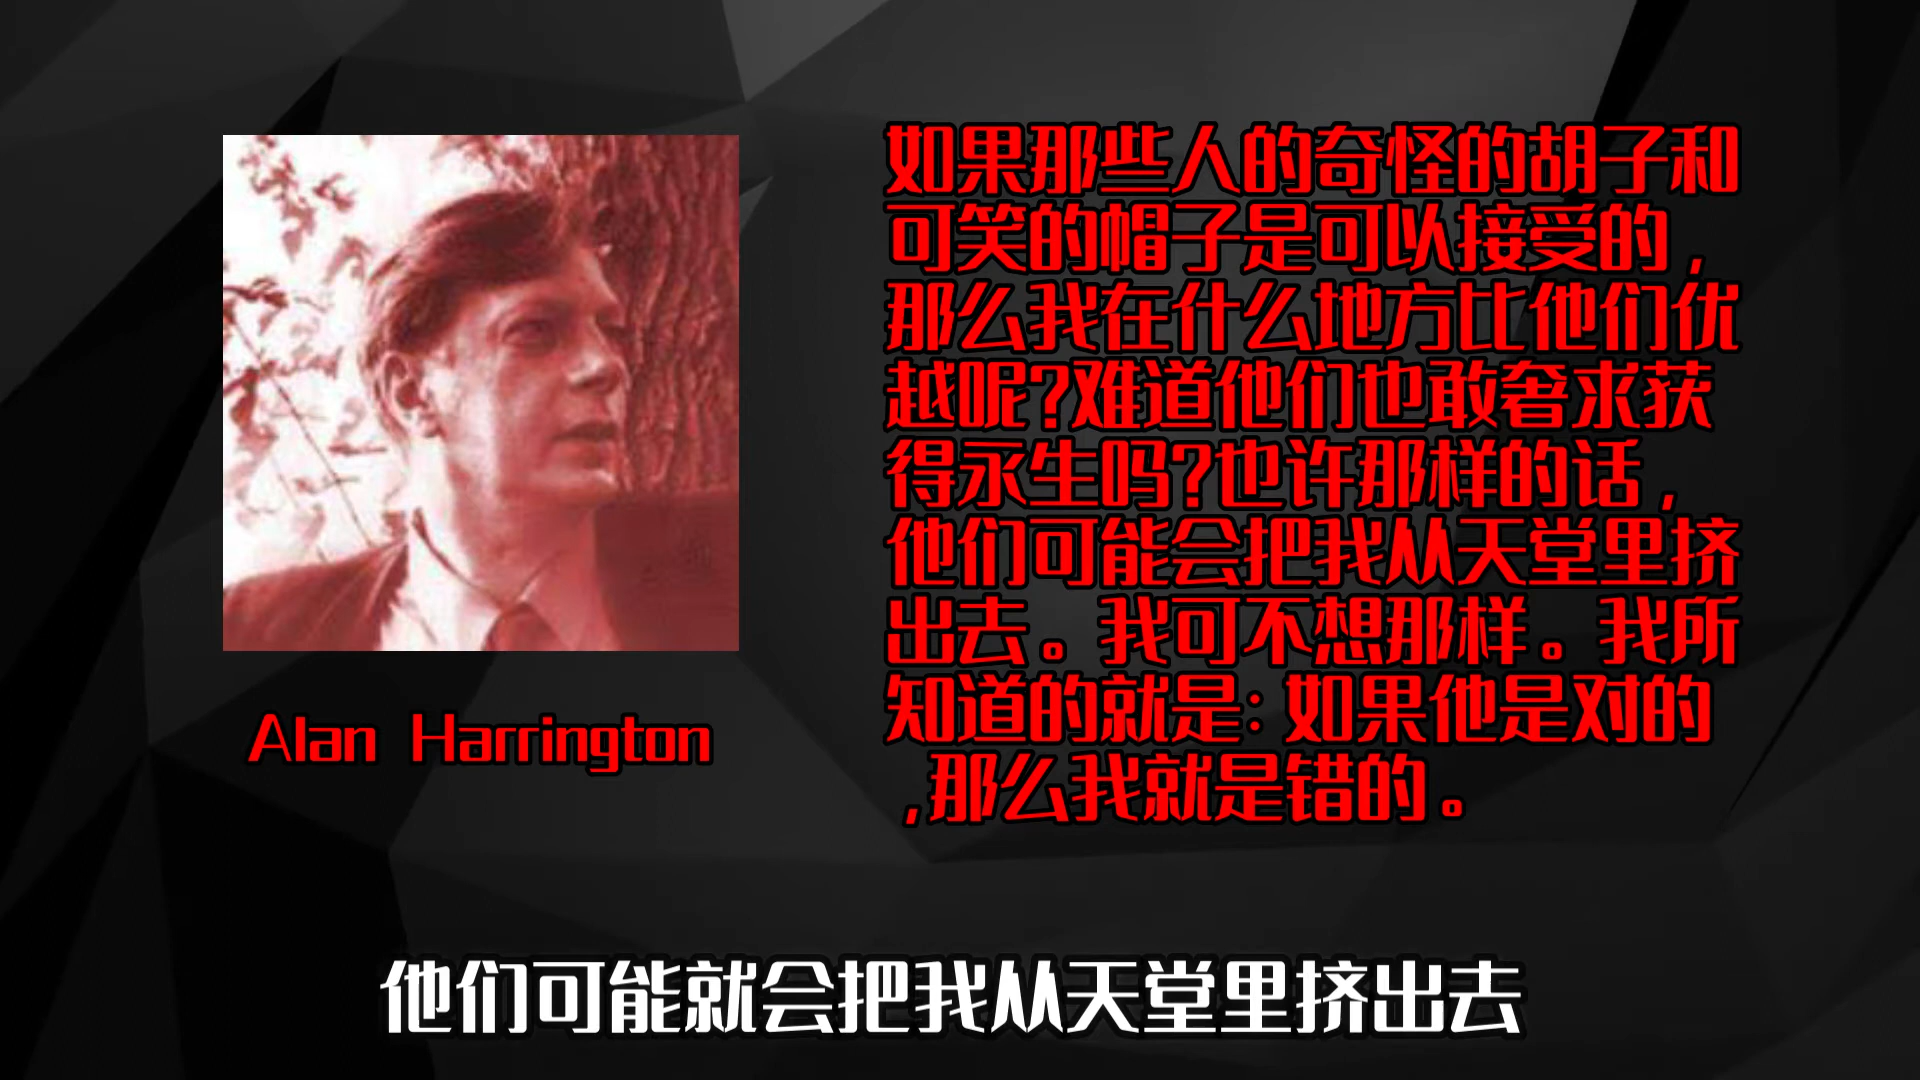 如果那些人的奇怪的胡子和
可笑的帽子是可以接受的,
那么我在什么地方比他们优
越呢?难道他们也敢奢求获
得永生吗?也许那样的话,
他们可能会把我从天堂里挤
出去。我可不想那样。我所
知道的就是:如果他是对的
,那么我就是错的。
Alan Harrington
他们可能就会把我从天堂里挤出去